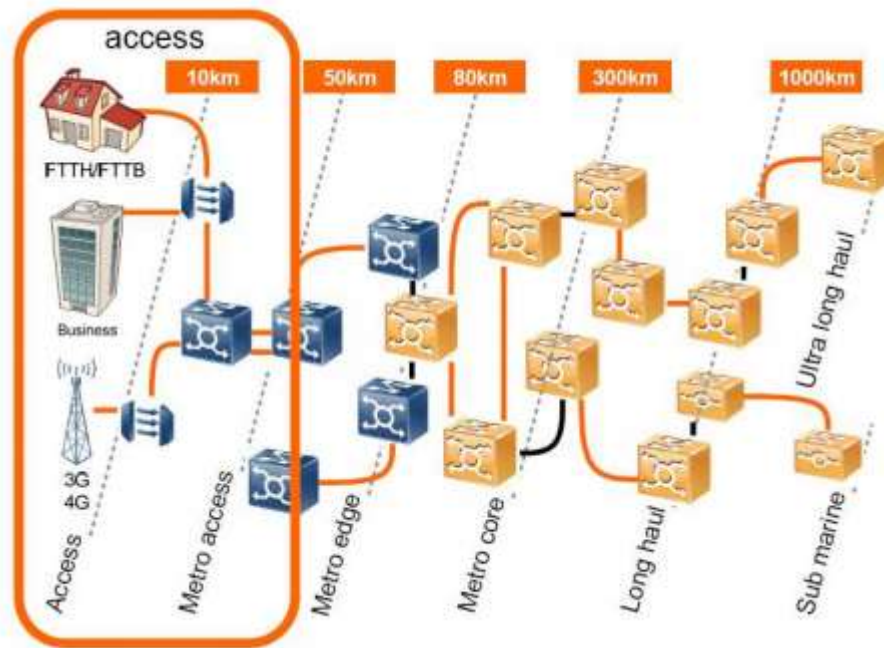 access
10km
50km
80km
300km
1000km
FTTH/FTTB
Business
3G
4G
Access
Metro access
Metro edge
Metro core
Long haul
Ultra long haul
Sub marine